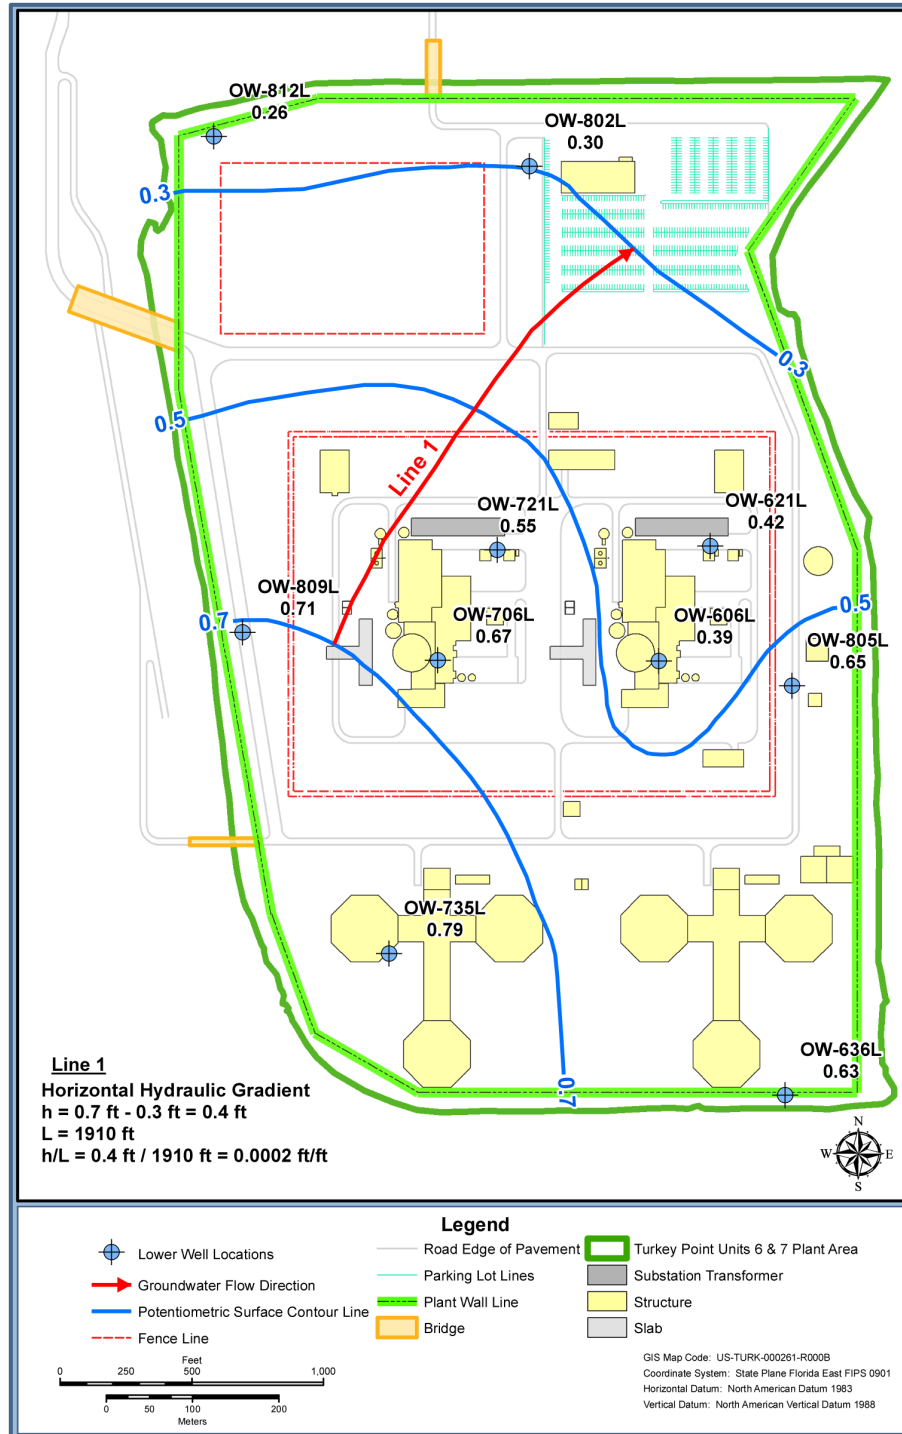 OW-812L
0.26
OW-802L
0.30
0.3
0.3
0.5
Line 1
OW-721L
0.55
OW-621L
0.42
OW-809L
0.71
0.7
OW-706L
0.67
OW-606L
0.39
0.5
OW-805L
0.65
OW-735L
0.79
OW-636L
0.63
0.7
Line 1
Horizontal Hydraulic Gradient
h = 0.7 ft - 0.3 ft = 0.4 ft
L = 1910 ft
h/L = 0.4 ft / 1910 ft = 0.0002 ft/ft
N
W E
S
Legend
Lower Well Locations
Groundwater Flow Direction
Potentiometric Surface Contour Line
Fence Line
Road Edge of Pavement
Parking Lot Lines
Plant Wall Line
Bridge
Turkey Point Units 6 & 7 Plant Area
Substation Transformer
Structure
Slab
Feet
0 250 500 1,000
0 50 100 200
Meters
GIS Map Code: US-TURK-000261-R000B
Coordinate System: State Plane Florida East FIPS 0901
Horizontal Datum: North American Datum 1983
Vertical Datum: North American Vertical Datum 1988